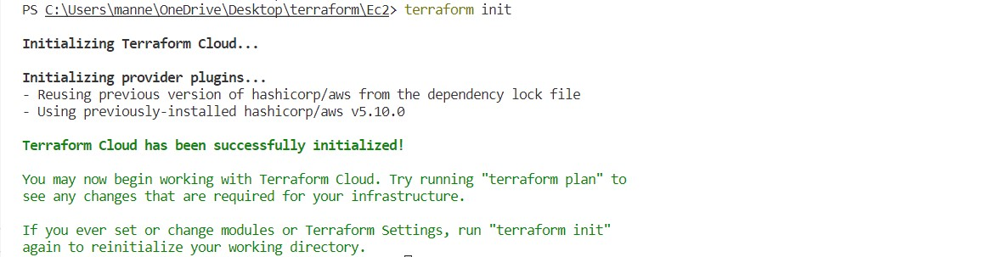 PS C:\Users\manne\OneDrive\Desktop\terraform\Ec2> terraform init
Initializing Terraform Cloud...
Initializing provider plugins...
- Reusing previous version of hashicorp/aws from the dependency lock file
- Using previously-installed hashicorp/aws v5.10.0
Terraform Cloud has been successfully initialized!
You may now begin working with Terraform Cloud. Try running "terraform plan" to
see any changes that are required for your infrastructure.
If you ever set or change modules or Terraform Settings, run "terraform init"
again to reinitialize your working directory.